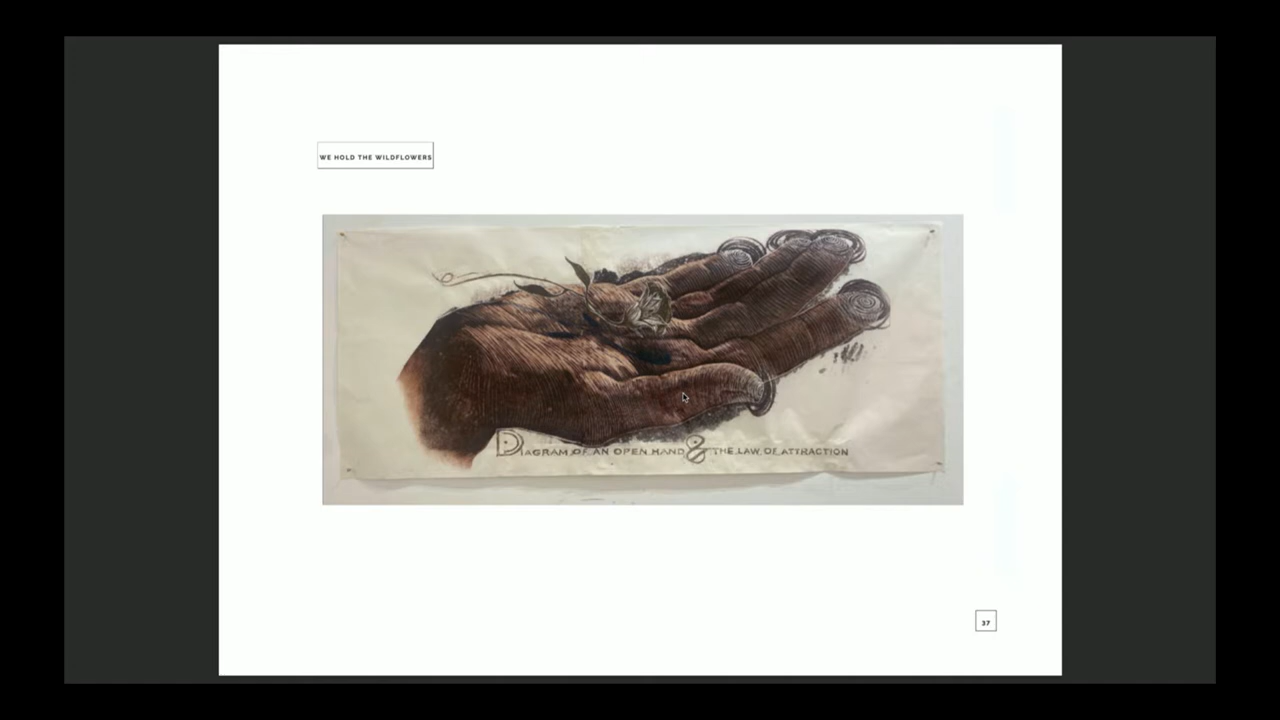 WE HOLD THE WILDFLOWERS
DIAGRAM OF AN OPEN HAND & THE LAW OF ATTRACTION
37